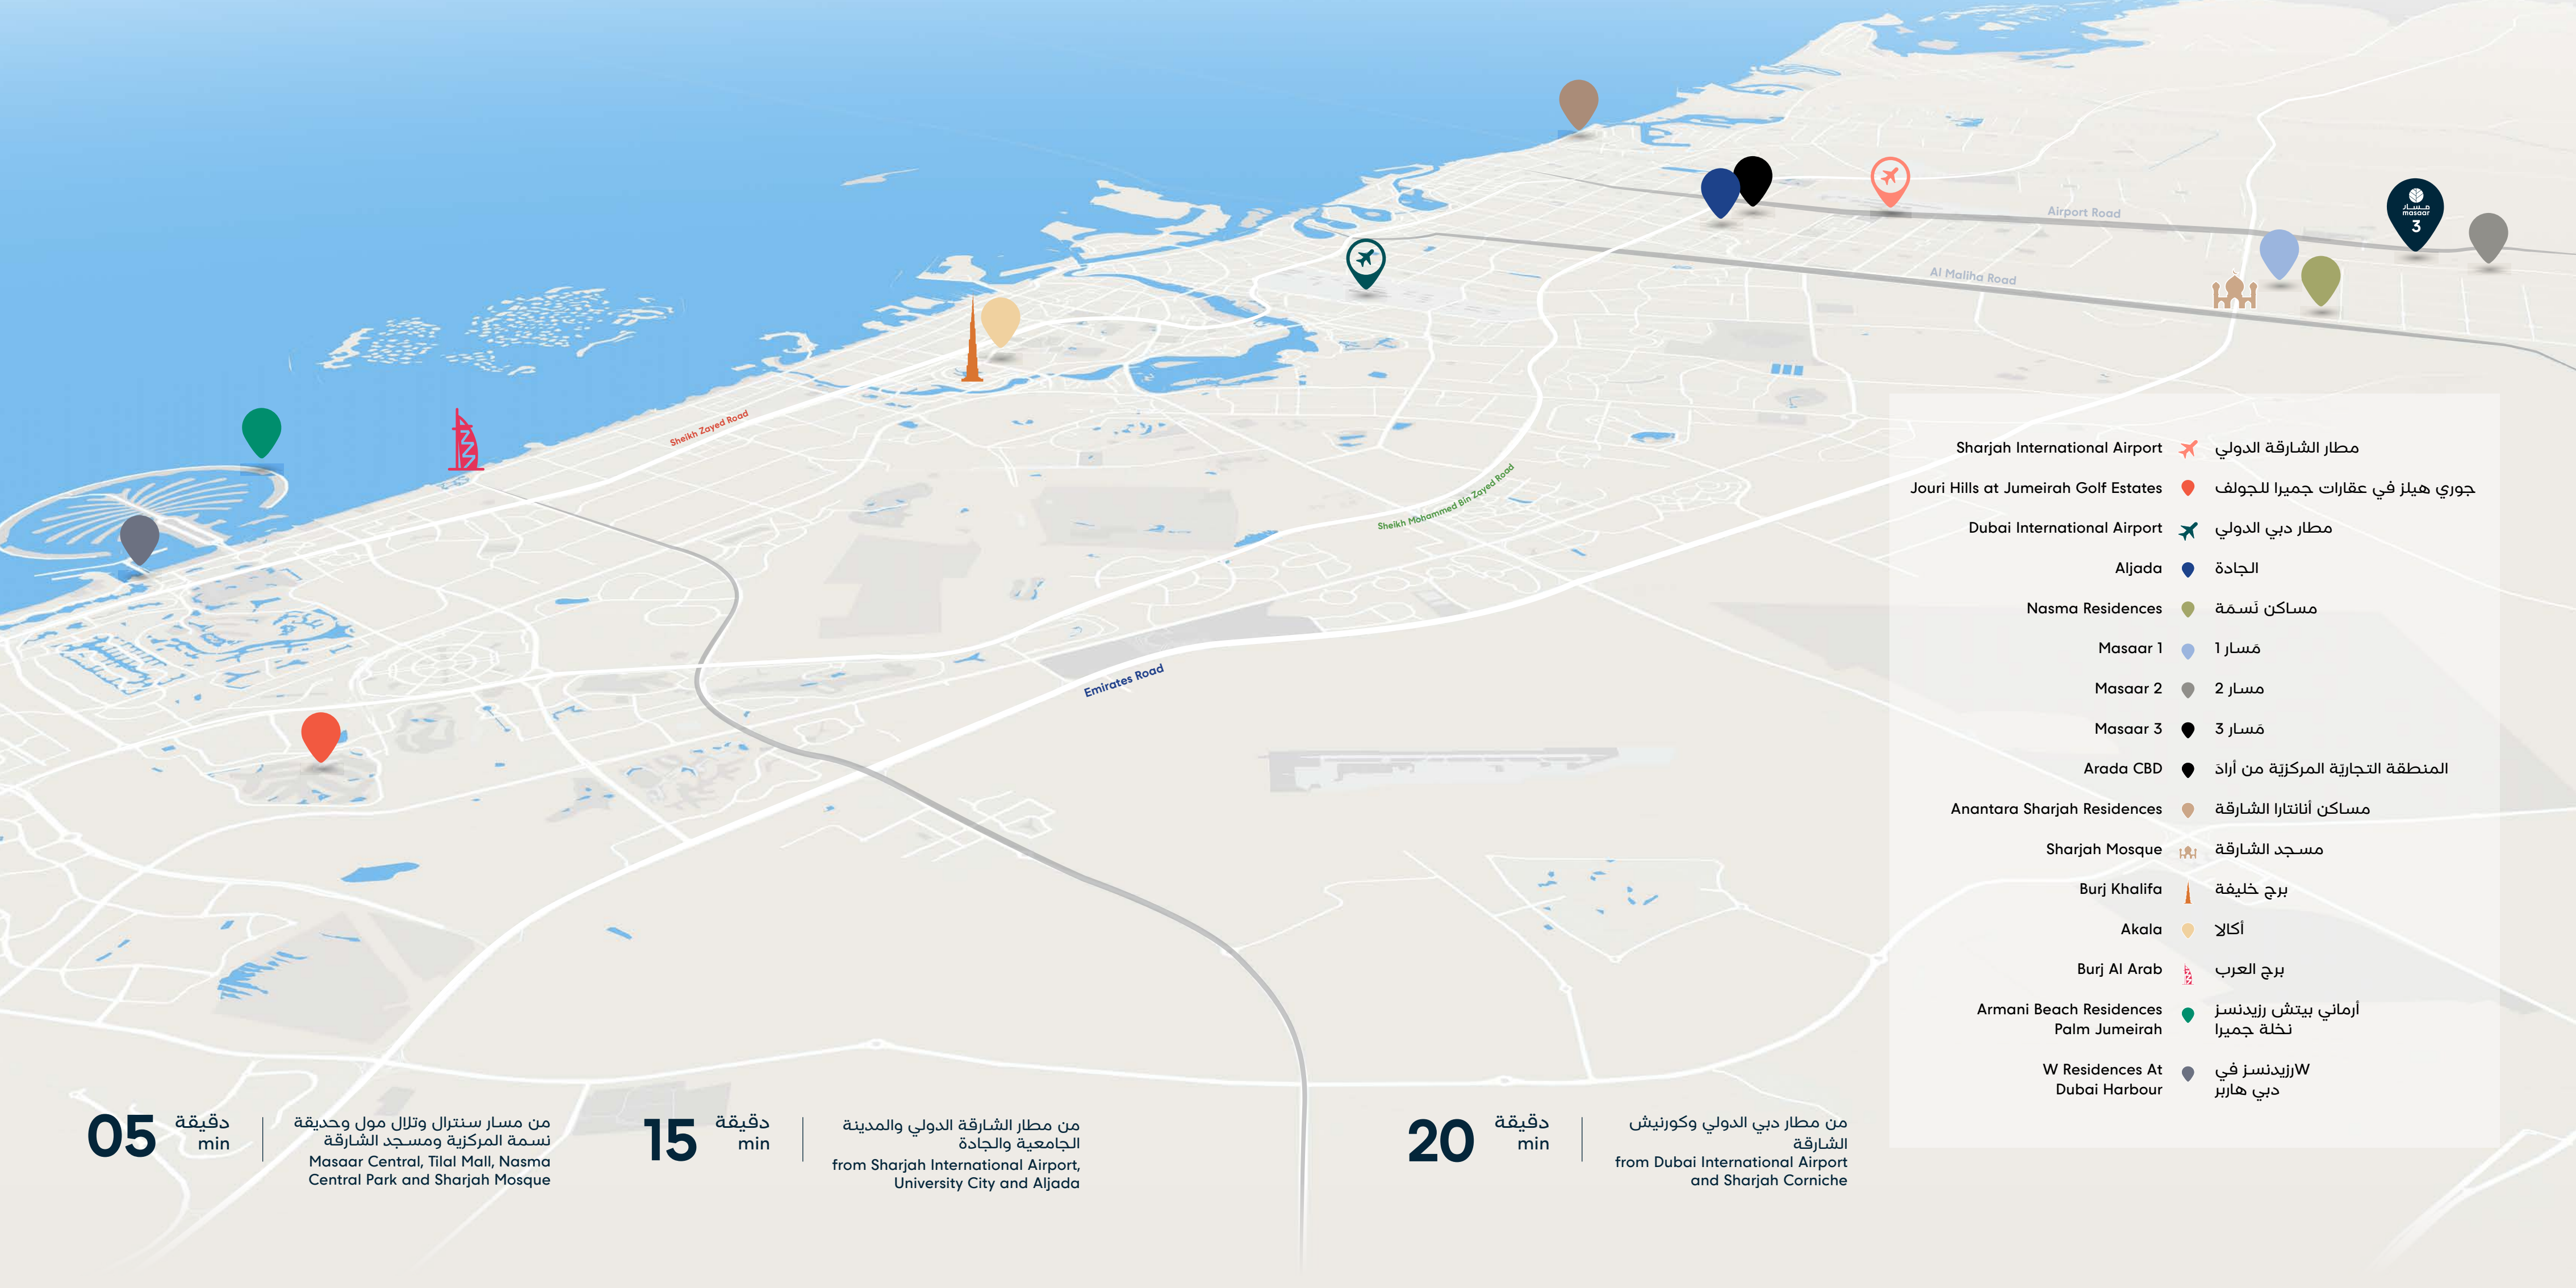 Airport Road
Al Maliha Road
مسار
masaar
3
Sheikh Zayed Road
Sheikh Mohammed Bin Zayed Road
Emirates Road
Sharjah International Airport مطار الشارقة الدولي
Jouri Hills at Jumeirah Golf Estates جوري هيلز في عقارات جميرا للجولف
Dubai International Airport مطار دبي الدولي
Aljada الجادة
Nasma Residences مساكن نَسمَة
Masaar 1 مَسار 1
Masaar 2 مسار 2
Masaar 3 مَسار 3
Arada CBD المنطقة التجاريّة المركزيّة من أرادَ
Anantara Sharjah Residences مساكن أنانتارا الشارقة
Sharjah Mosque مسجد الشارقة
Burj Khalifa برج خليفة
Akala أكالا
Burj Al Arab برج العرب
Armani Beach Residences أرماني بيتش رزيدنسز
Palm Jumeirah نخلة جميرا
W Residences At Wرزيدنسز في
Dubai Harbour دبي هاربر
05
دقيقة
min
من مسار سنترال وتلال مول وحديقة
نسمة المركزية ومسجد الشارقة
Masaar Central, Tilal Mall, Nasma
Central Park and Sharjah Mosque
15
دقيقة
min
من مطار الشارقة الدولي والمدينة
الجامعية والجادة
from Sharjah International Airport,
University City and Aljada
20
دقيقة
min
من مطار دبي الدولي وكورنيش
الشارقة
from Dubai International Airport
and Sharjah Corniche